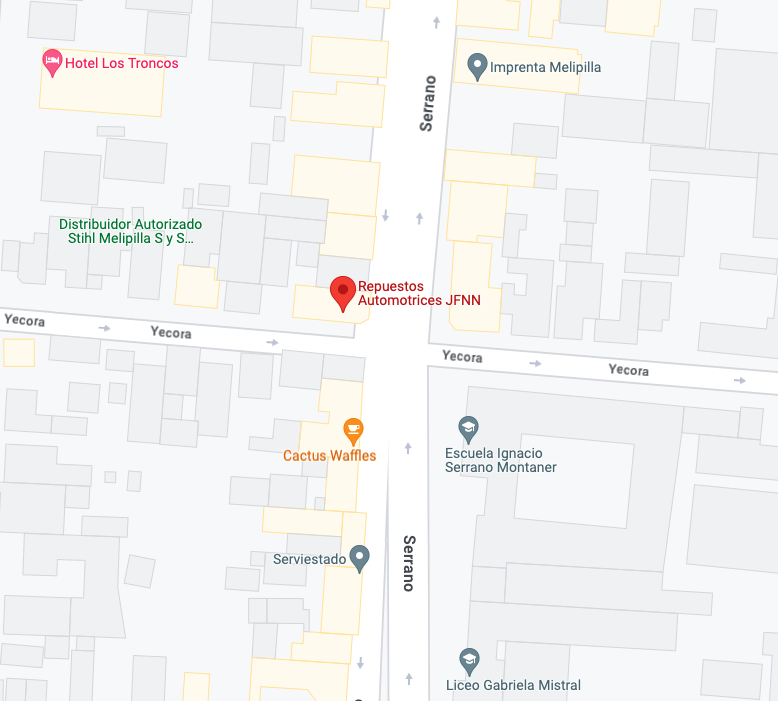 Hotel Los Troncos
Imprenta Melipilla
Serrano
Distribuidor Autorizado
Stihl Melipilla S y S...
Repuestos
Automotrices JFNN
Yecora
Yecora
Yecora
Yecora
Cactus Waffles
Escuela Ignacio
Serrano Montaner
Serviestado
Serrano
Liceo Gabriela Mistral